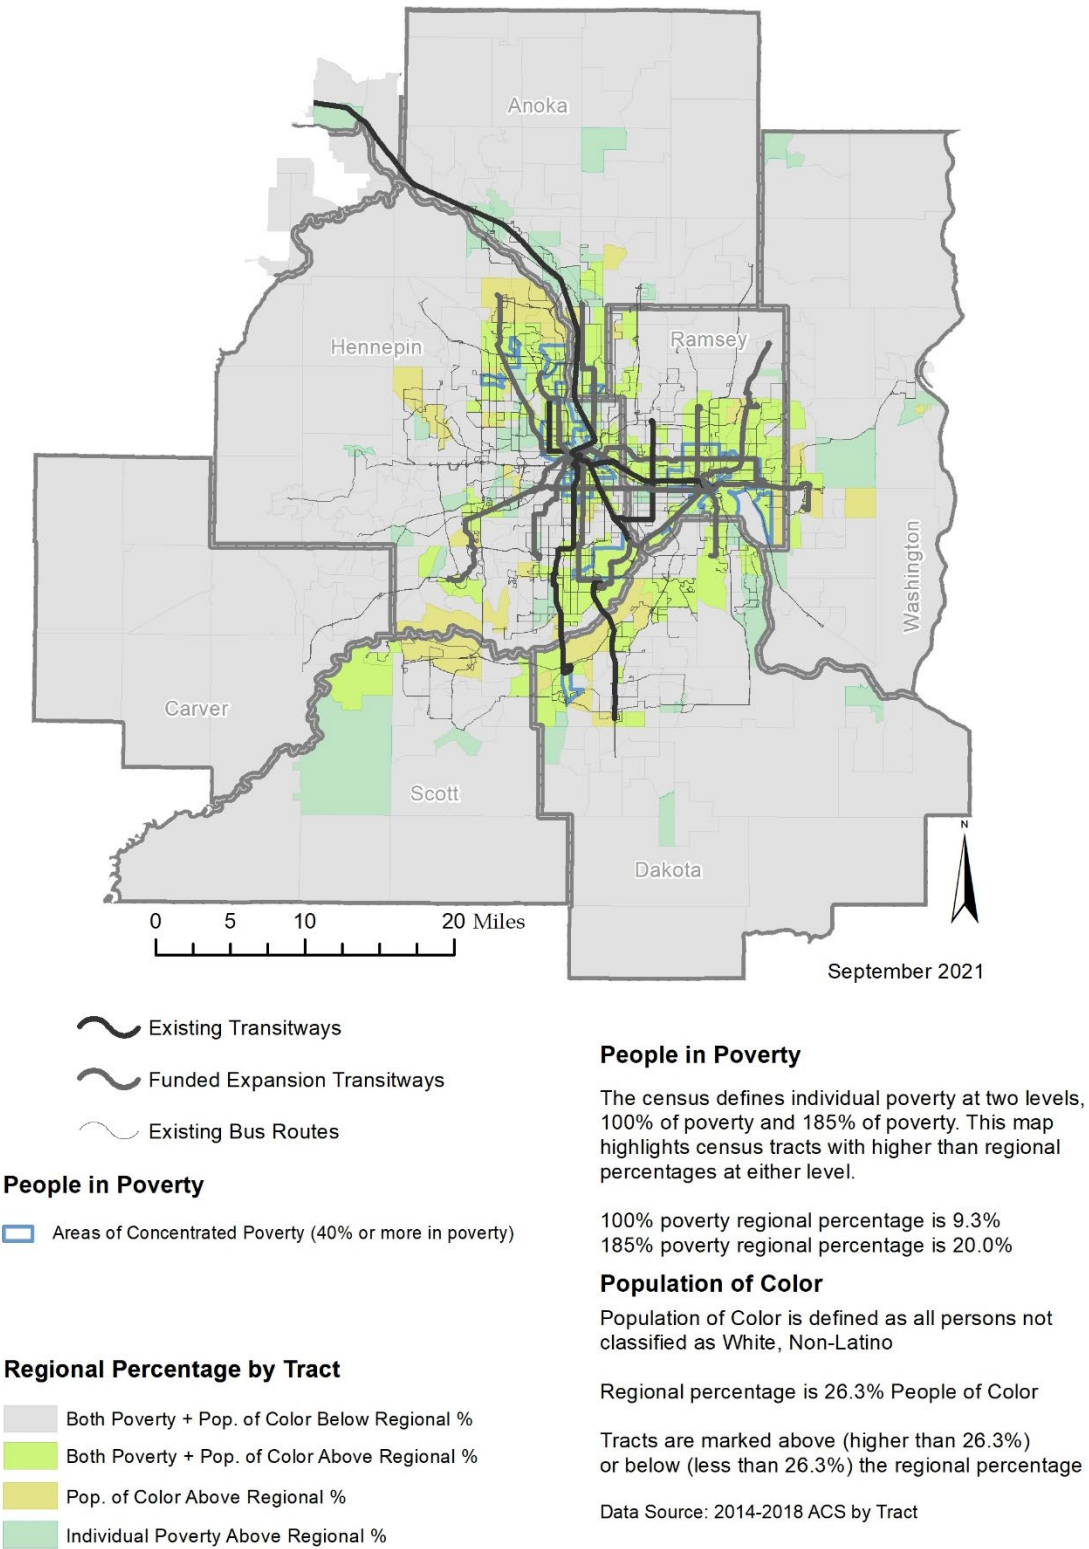 Anoka
Hennepin
Ramsey
Washington
Carver
Scott
Dakota
N
0 5 10 20 Miles
September 2021
Existing Transitways
Funded Expansion Transitways
Existing Bus Routes
People in Poverty
Areas of Concentrated Poverty (40% or more in poverty)
Regional Percentage by Tract
Both Poverty + Pop. of Color Below Regional %
Both Poverty + Pop. of Color Above Regional %
Pop. of Color Above Regional %
Individual Poverty Above Regional %
People in Poverty
The census defines individual poverty at two levels,
100% of poverty and 185% of poverty. This map
highlights census tracts with higher than regional
percentages at either level.
100% poverty regional percentage is 9.3%
185% poverty regional percentage is 20.0%
Population of Color
Population of Color is defined as all persons not
classified as White, Non-Latino
Regional percentage is 26.3% People of Color
Tracts are marked above (higher than 26.3%)
or below (less than 26.3%) the regional percentage
Data Source: 2014-2018 ACS by Tract